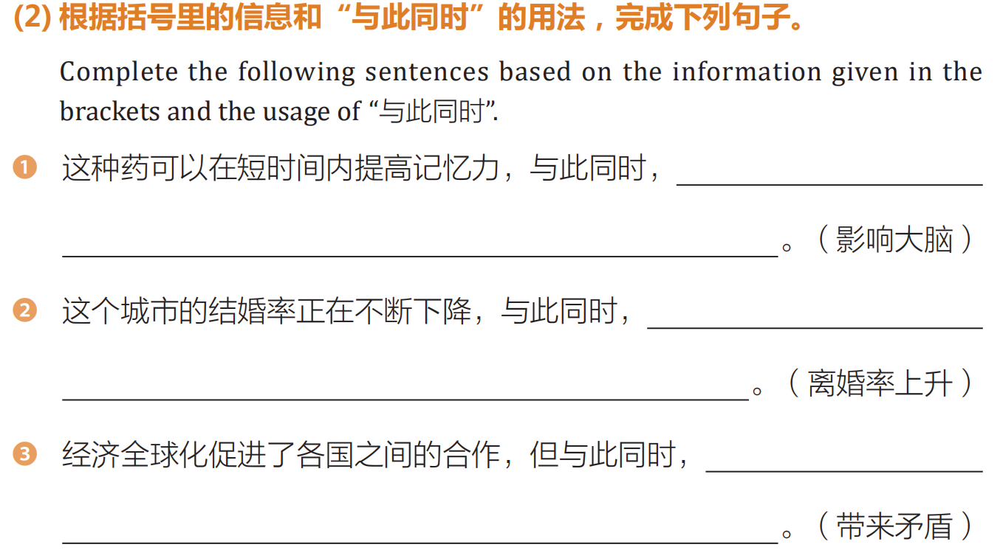 (2) 根据括号里的信息和“与此同时”的用法，完成下列句子。
Complete the following sentences based on the information given in the
brackets and the usage of “与此同时”.
1 这种药可以在短时间内提高记忆力，与此同时，
。（影响大脑）
2 这个城市的结婚率正在不断下降，与此同时，
。（离婚率上升）
3 经济全球化促进了各国之间的合作，但与此同时，
。（带来矛盾）